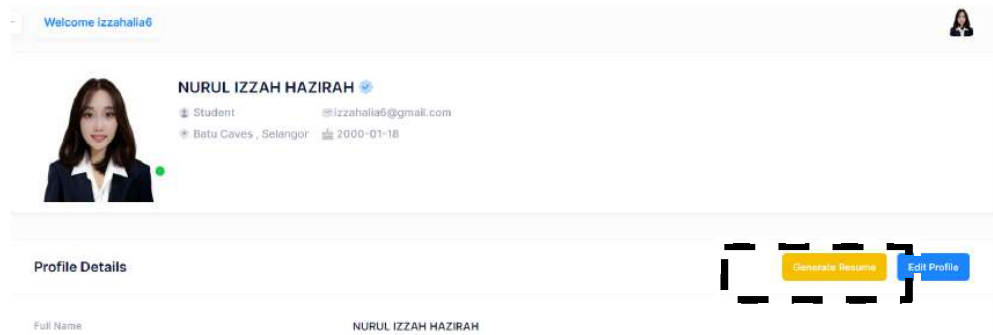 Welcome izzahalia6
NURUL IZZAH HAZIRAH
Student izzahalia6@gmail.com
Batu Caves , Selangor 2000-01-18
Profile Details Generate Resume Edit Profile
Full Name NURUL IZZAH HAZIRAH